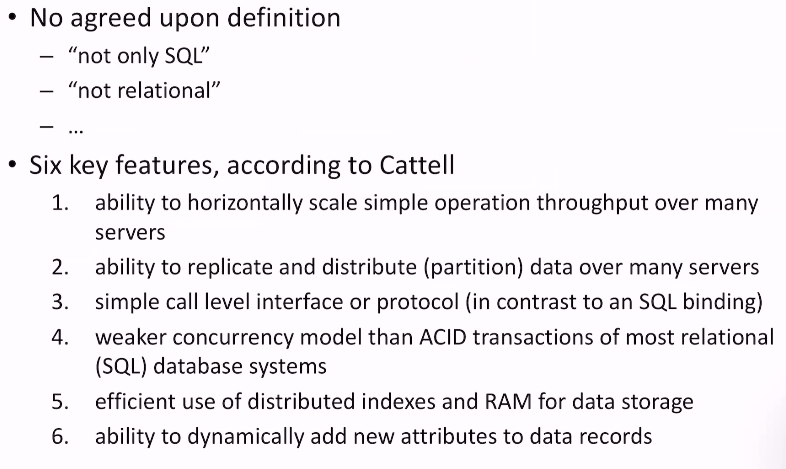 • No agreed upon definition
– “not only SQL”
– “not relational”
– ...
• Six key features, according to Cattell
1. ability to horizontally scale simple operation throughput over many
servers
2. ability to replicate and distribute (partition) data over many servers
3. simple call level interface or protocol (in contrast to an SQL binding)
4. weaker concurrency model than ACID transactions of most relational
(SQL) database systems
5. efficient use of distributed indexes and RAM for data storage
6. ability to dynamically add new attributes to data records